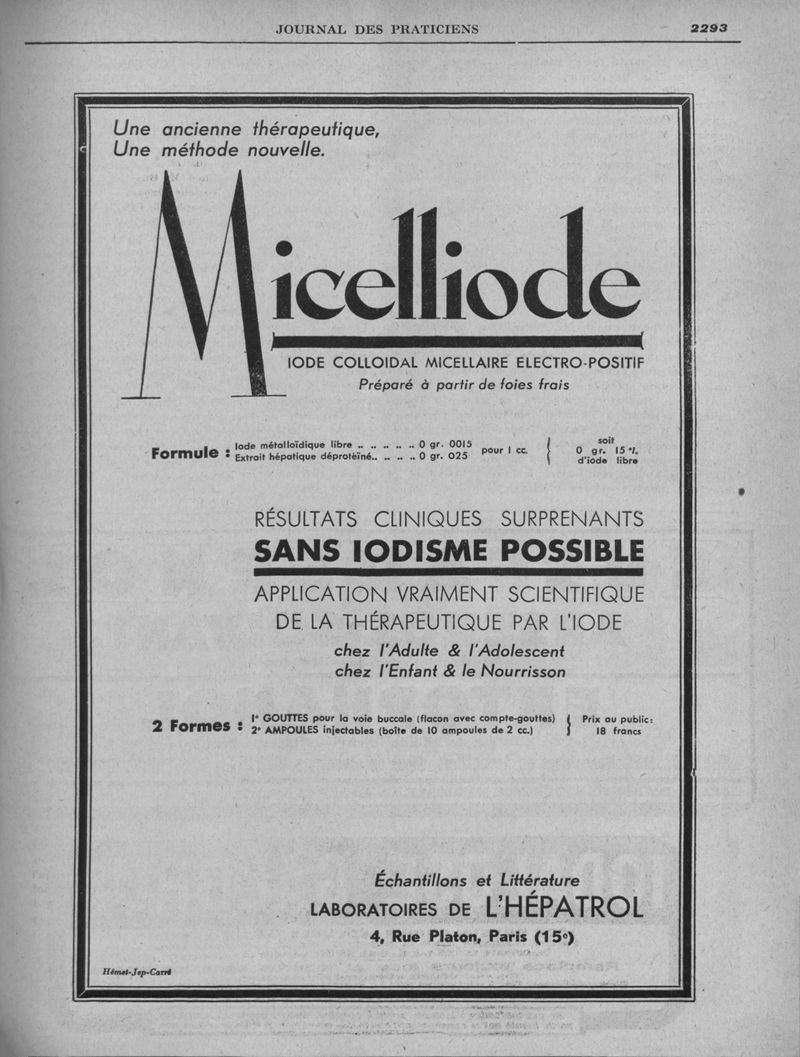 JOURNAL DES PRATICIENS 2293
Une ancienne thérapeutique,
Une méthode nouvelle.
Micelliode
IODE COLLOIDAL MICELLAIRE ELECTRO-POSITIF
Préparé à partir de foies frais
Formule :
Iode métalloïdique libre .. .. .. .. .. 0 gr. 0015
Extrait hépatique déprotéïné.. .. .. .. 0 gr. 025
pour 1 cc.
soit
0 gr. 15 %
d'iode libre
RÉSULTATS CLINIQUES SURPRENANTS
SANS IODISME POSSIBLE
APPLICATION VRAIMENT SCIENTIFIQUE
DE LA THÉRAPEUTIQUE PAR L'IODE
chez l'Adulte & l'Adolescent
chez l'Enfant & le Nourrisson
2 Formes :
1° GOUTTES pour la voie buccale (flacon avec compte-gouttes)
2° AMPOULES injectables (boîte de 10 ampoules de 2 cc.)
Prix au public :
18 francs
Échantillons et Littérature
LABORATOIRES DE L'HÉPATROL
4, Rue Platon, Paris (15e)
Hémet-Jep-Carré